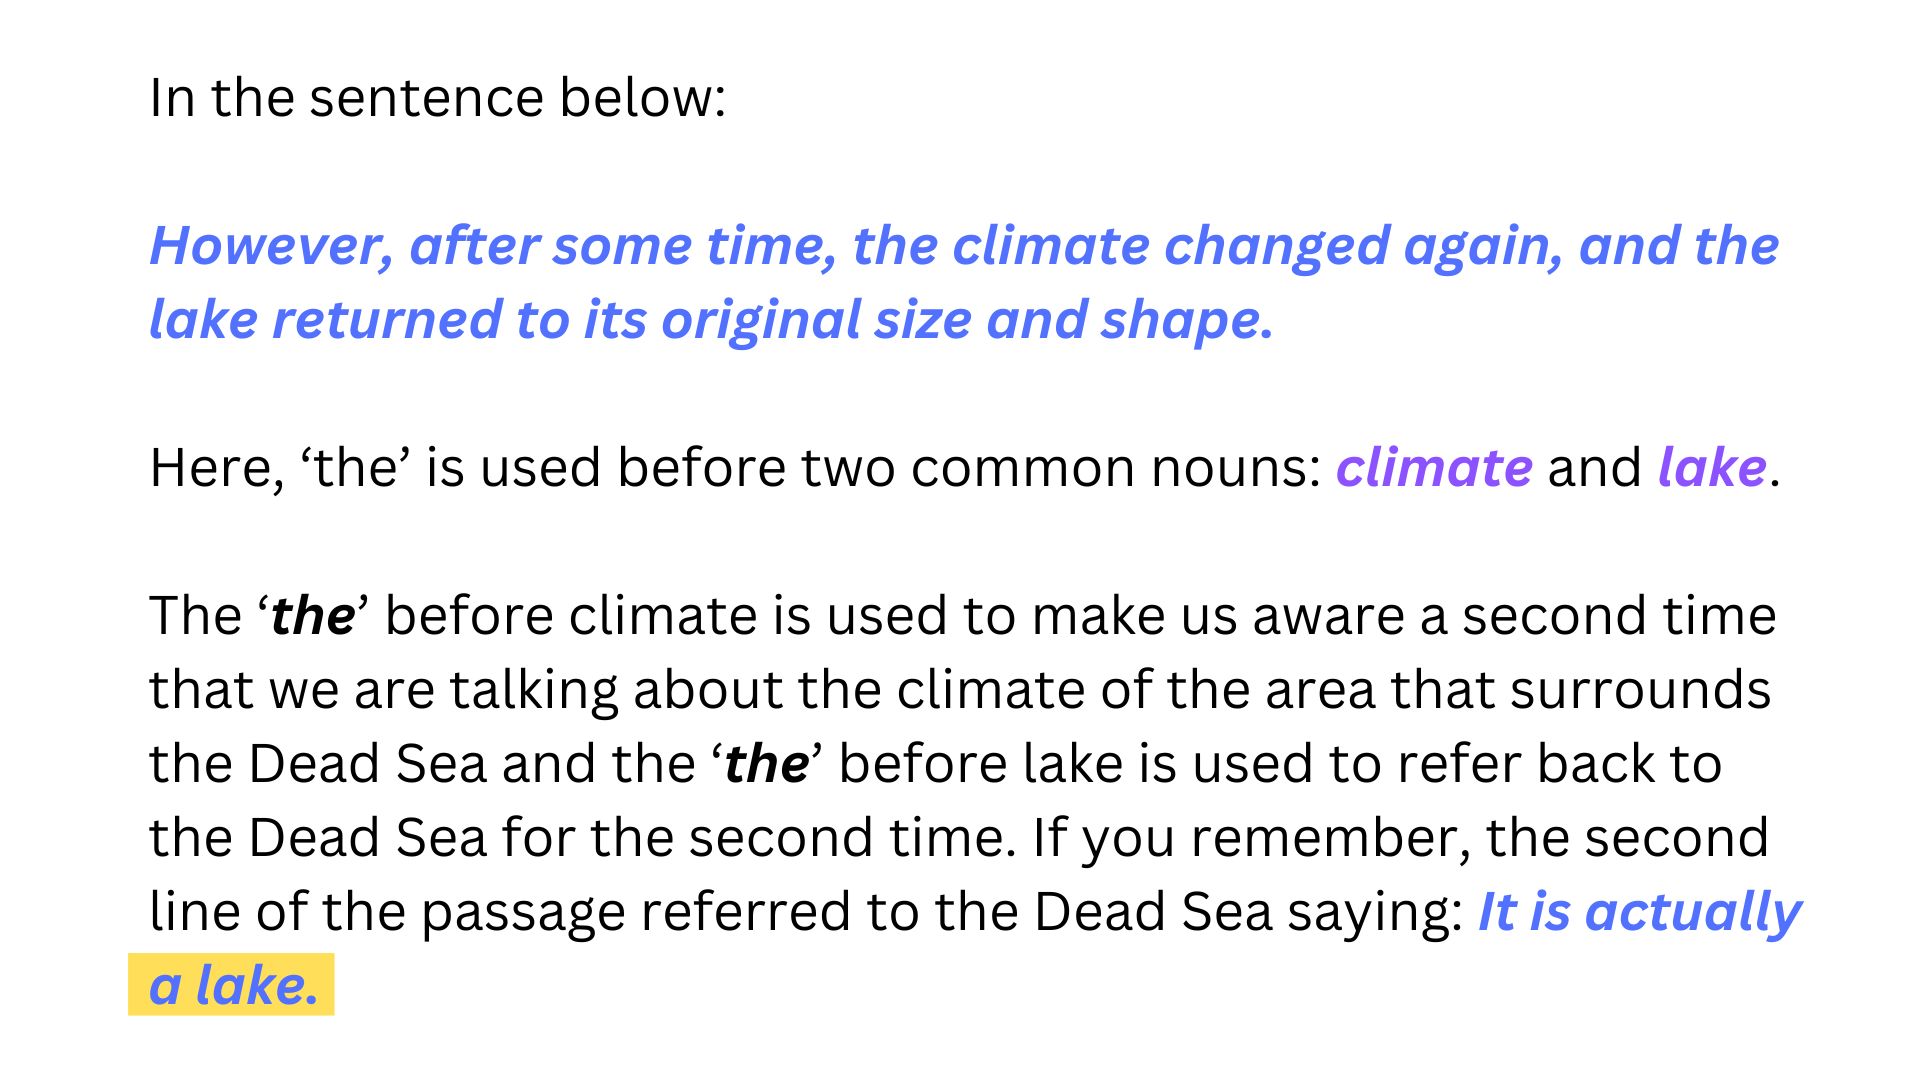 In the sentence below:
However, after some time, the climate changed again, and the
lake returned to its original size and shape.
Here, ‘the’ is used before two common nouns: climate and lake.
The ‘the’ before climate is used to make us aware a second time
that we are talking about the climate of the area that surrounds
the Dead Sea and the ‘the’ before lake is used to refer back to
the Dead Sea for the second time. If you remember, the second
line of the passage referred to the Dead Sea saying: It is actually
a lake.